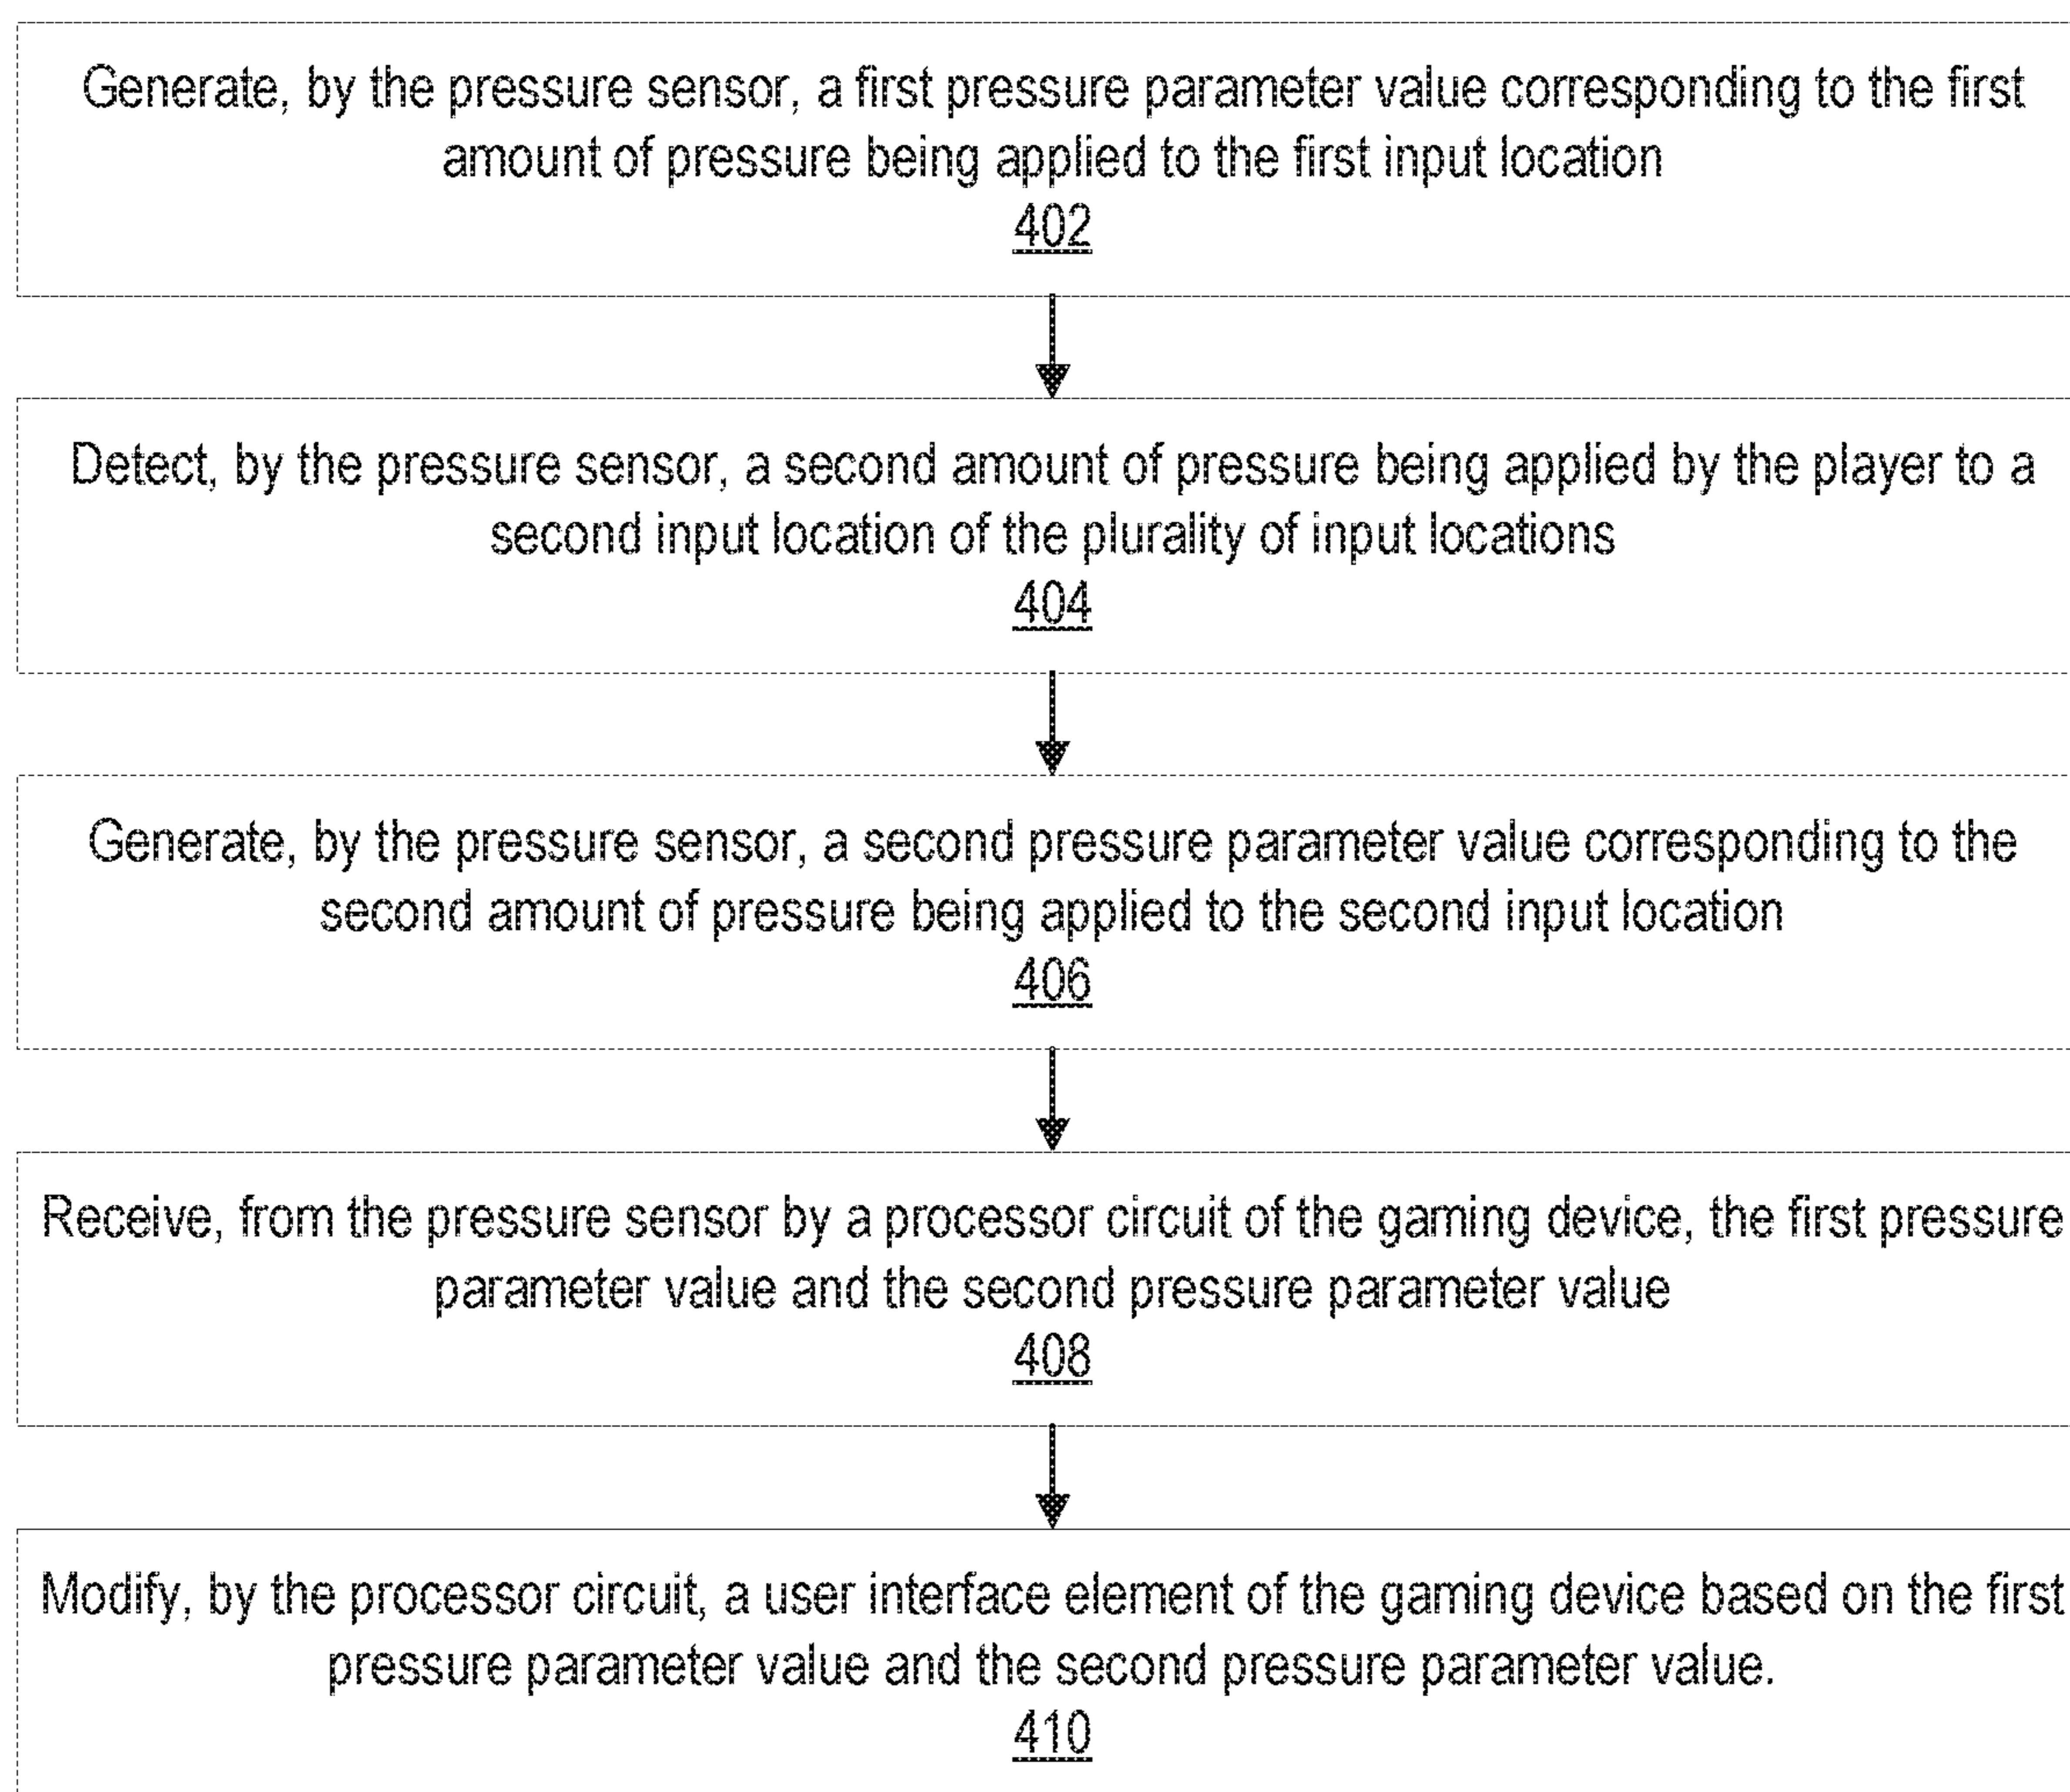 Generate, by the pressure sensor, a first pressure parameter value corresponding to the first
amount of pressure being applied to the first input location
402
Detect, by the pressure sensor, a second amount of pressure being applied by the player to a
second input location of the plurality of input locations
404
Generate, by the pressure sensor, a second pressure parameter value corresponding to the
second amount of pressure being applied to the second input location
406
Receive, from the pressure sensor by a processor circuit of the gaming device, the first pressure
parameter value and the second pressure parameter value
408
Modify, by the processor circuit, a user interface element of the gaming device based on the first
pressure parameter value and the second pressure parameter value.
410